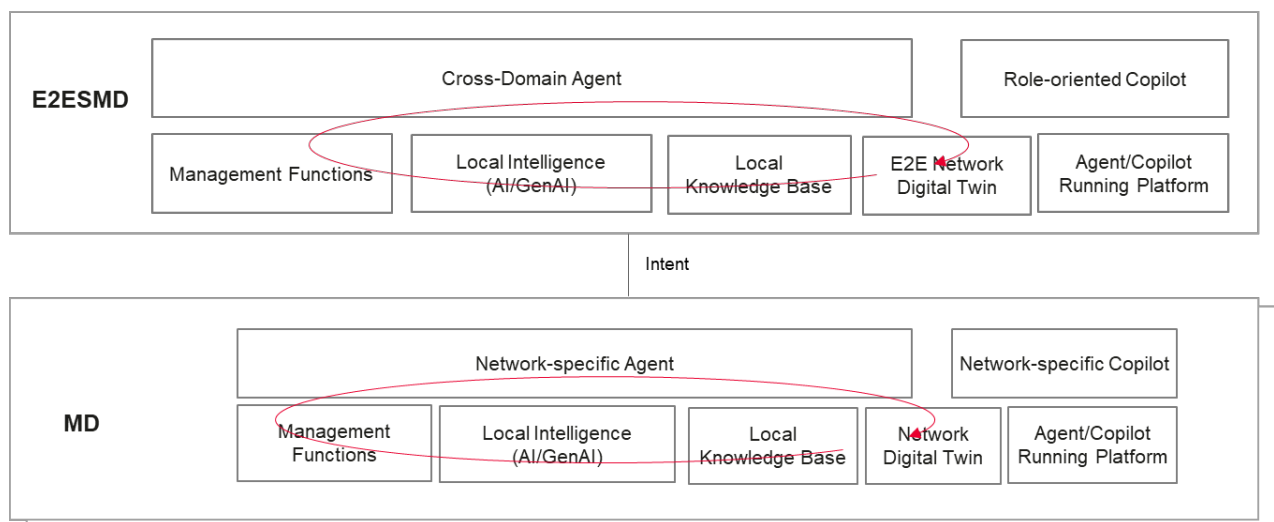 Cross-Domain Agent
Role-oriented Copilot
E2ESMD
Management Functions
Local Intelligence
(AI/GenAI)
Local
Knowledge Base
E2E Network
Digital Twin
Agent/Copilot
Running Platform
Intent
Network-specific Agent
Network-specific Copilot
MD
Management
Functions
Local Intelligence
(AI/GenAI)
Local
Knowledge Base
Network
Digital Twin
Agent/Copilot
Running Platform